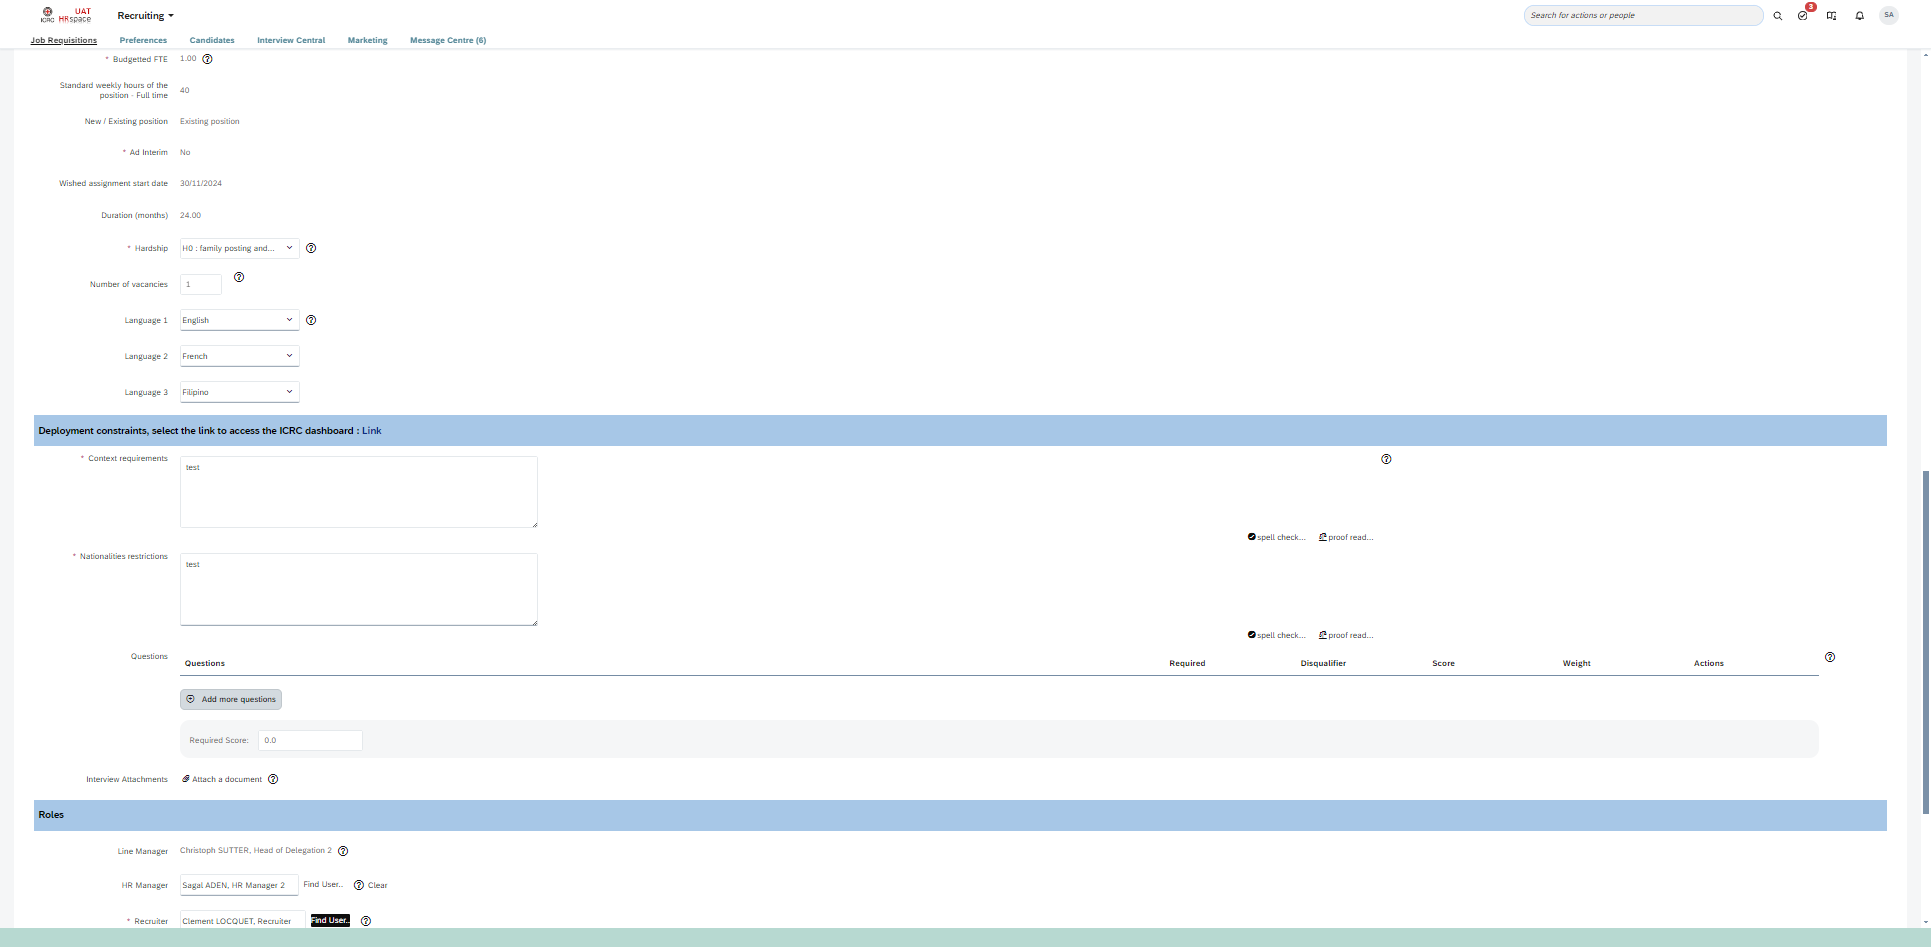 ICRC
UAT
HRspace
Recruiting
Search for actions or people
3
SA
Job Requisitions
Preferences
Candidates
Interview Central
Marketing
Message Centre (6)
* Budgetted FTE
1.00
Standard weekly hours of the
position - Full time
40
New / Existing position
Existing position
* Ad Interim
No
Wished assignment start date
30/11/2024
Duration (months)
24.00
* Hardship
H0 : family posting and...
Number of vacancies
1
Language 1
English
Language 2
French
Language 3
Filipino
Deployment constraints, select the link to access the ICRC dashboard : Link
* Context requirements
test
spell check...
proof read...
* Nationalities restrictions
test
spell check...
proof read...
Questions
Questions
Required
Disqualifier
Score
Weight
Actions
Add more questions
Required Score:
0.0
Interview Attachments
Attach a document
Roles
Line Manager
Christoph SUTTER, Head of Delegation 2
HR Manager
Sagal ADEN, HR Manager 2
Find User..
Clear
* Recruiter
Clement LOCQUET, Recruiter
Find User..